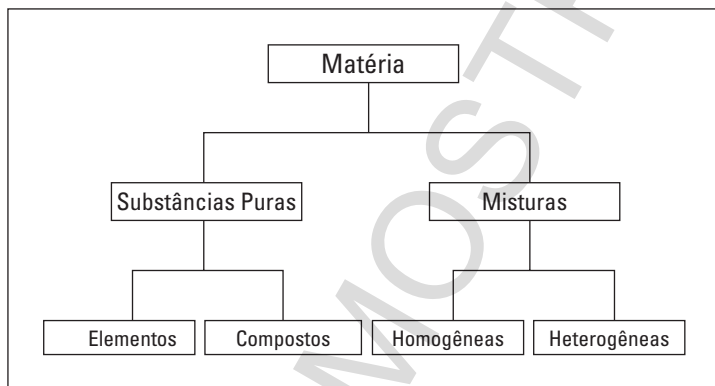 Matéria
Substâncias Puras
Misturas
Elementos
Compostos
Homogêneas
Heterogêneas